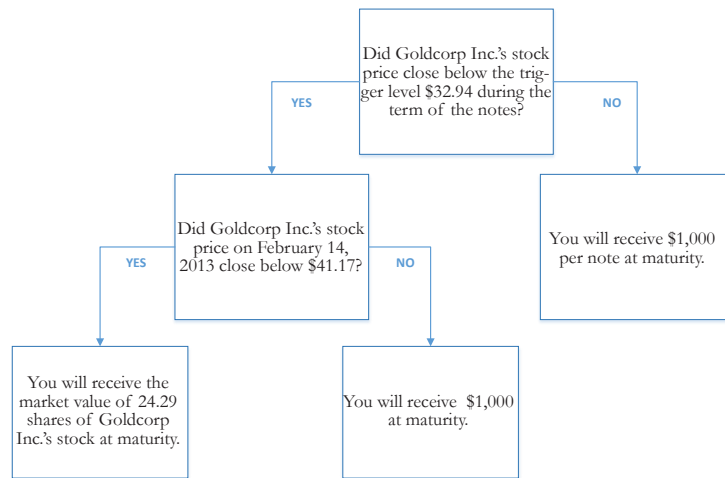 Did Goldcorp Inc.'s stock
price close below the trig-
ger level $32.94 during the
term of the notes?
YES
NO
Did Goldcorp Inc.'s stock
price on February 14,
2013 close below $41.17?
You will receive $1,000
per note at maturity.
YES
NO
You will receive the
market value of 24.29
shares of Goldcorp
Inc.'s stock at maturity.
You will receive $1,000
at maturity.